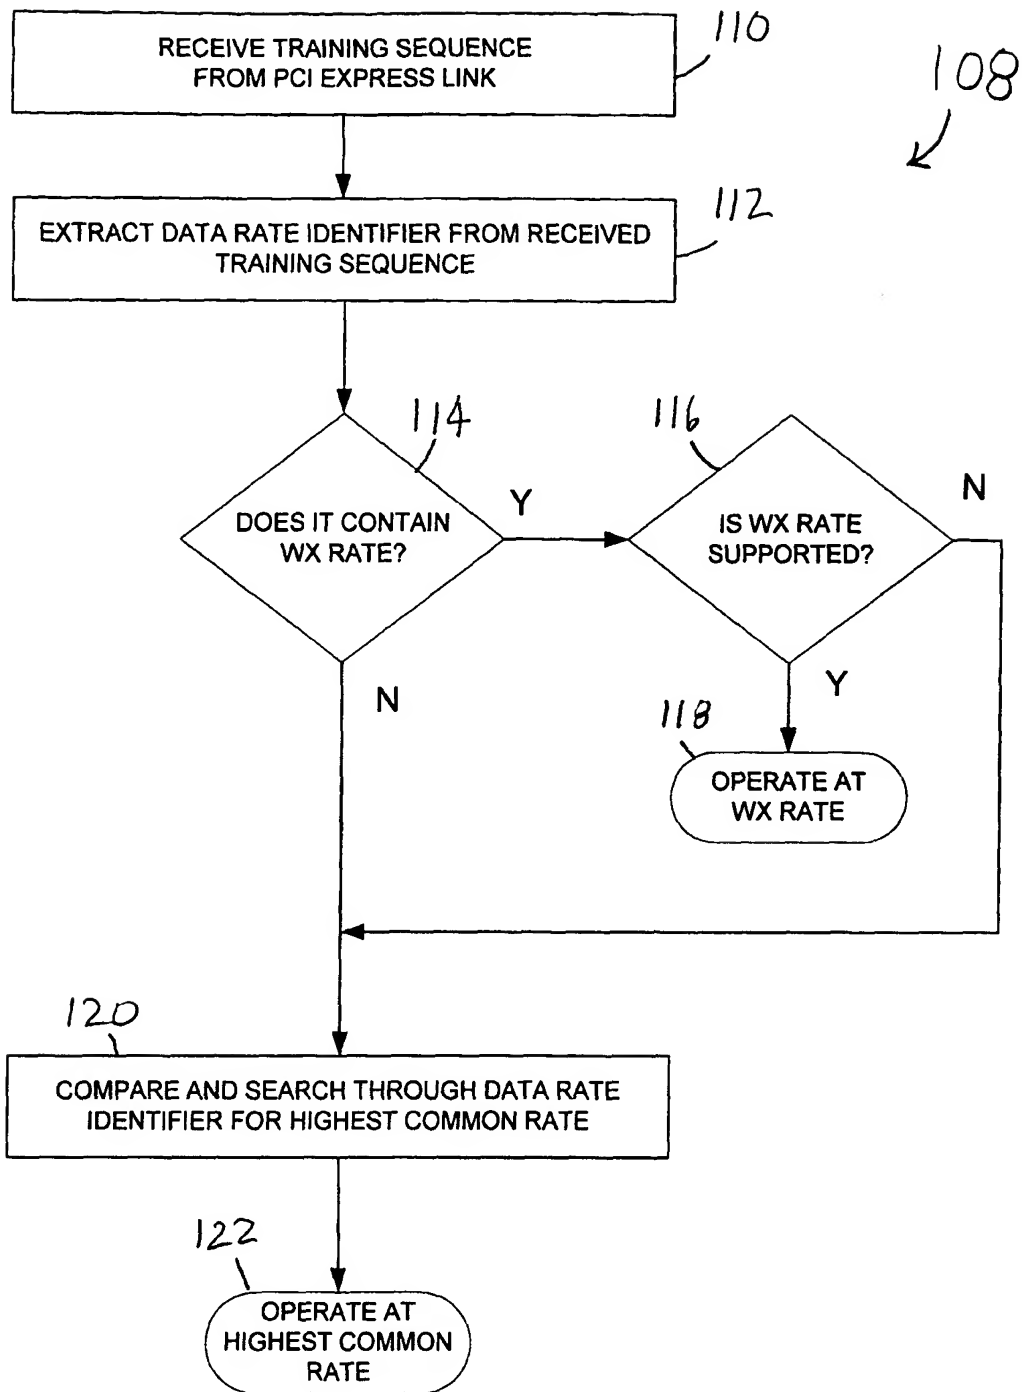 110
RECEIVE TRAINING SEQUENCE
FROM PCI EXPRESS LINK
108
112
EXTRACT DATA RATE IDENTIFIER FROM RECEIVED
TRAINING SEQUENCE
114
116
DOES IT CONTAIN
WX RATE?
Y
IS WX RATE
SUPPORTED?
N
N
Y
118
OPERATE AT
WX RATE
120
COMPARE AND SEARCH THROUGH DATA RATE
IDENTIFIER FOR HIGHEST COMMON RATE
122
OPERATE AT
HIGHEST COMMON
RATE